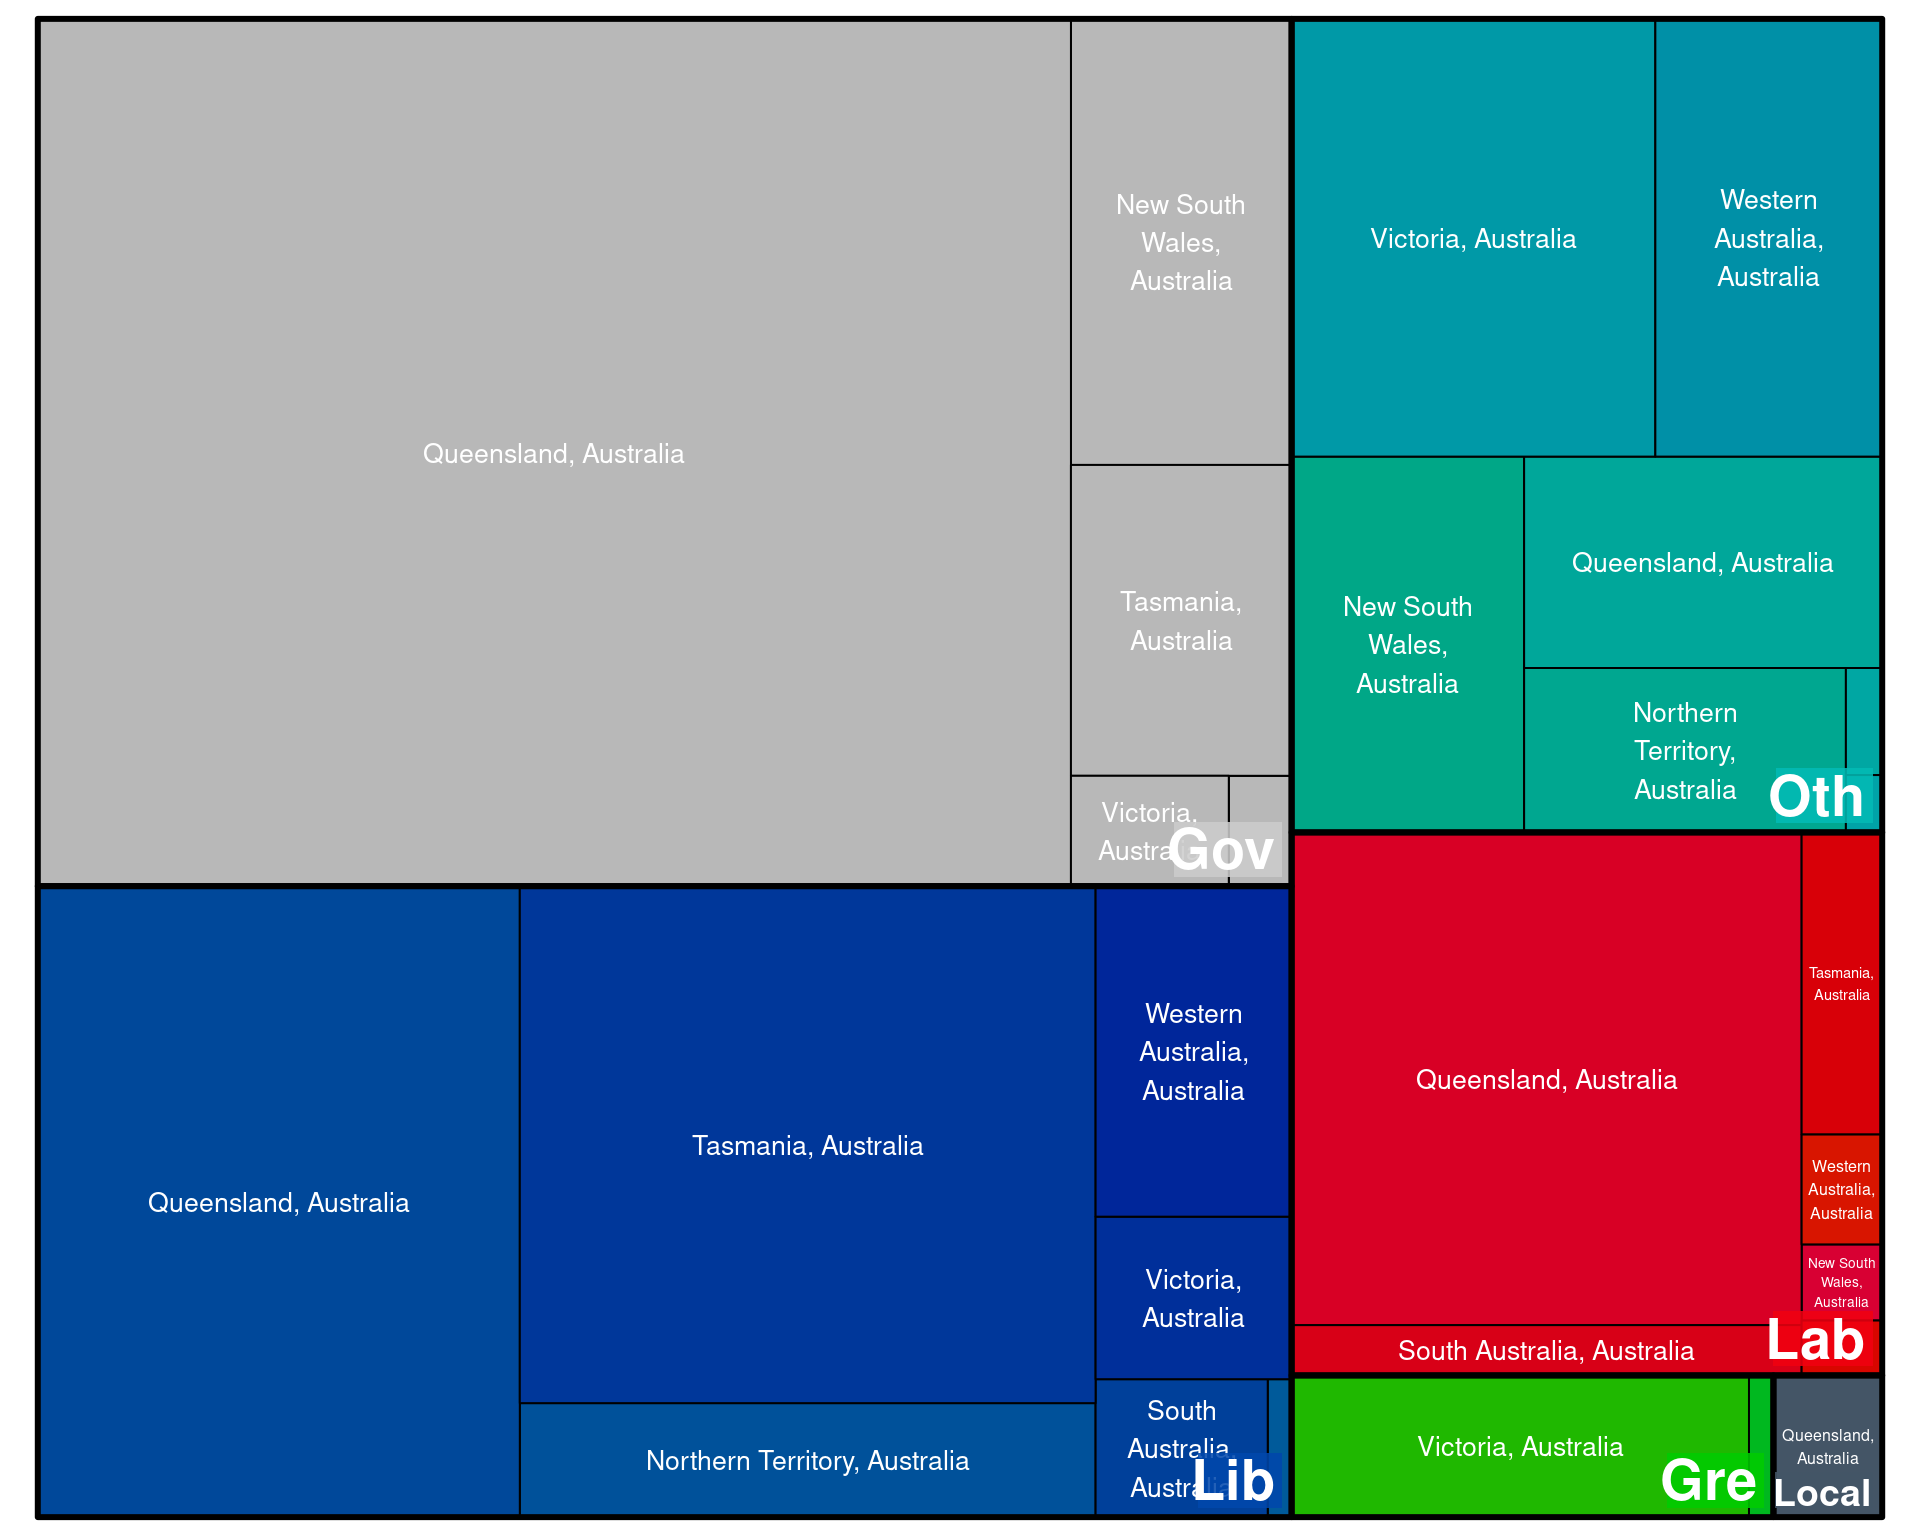 Queensland, Australia
New South
Wales,
Australia
Tasmania,
Australia
Victoria,
Australia
Gov
Victoria, Australia
Western
Australia,
Australia
New South
Wales,
Australia
Queensland, Australia
Northern
Territory,
Australia
Oth
Queensland, Australia
Tasmania, Australia
Northern Territory, Australia
Western
Australia,
Australia
Victoria,
Australia
South
Australia,
Australia
Lib
Queensland, Australia
South Australia, Australia
Tasmania,
Australia
Western
Australia,
Australia
New South
Wales,
Australia
Lab
Victoria, Australia
Gre
Queensland,
Australia
Local